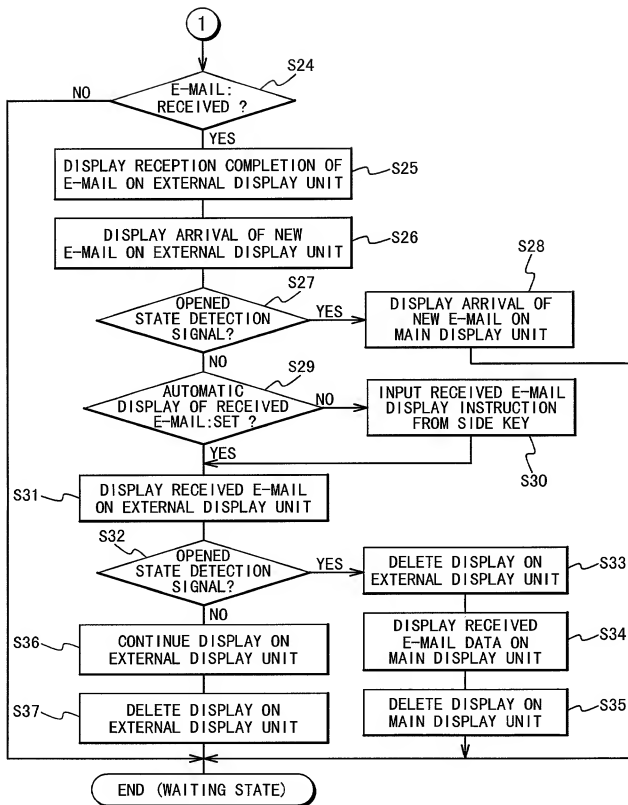 1
S24
NO
E-MAIL:
RECEIVED ?
YES
DISPLAY RECEPTION COMPLETION OF
E-MAIL ON EXTERNAL DISPLAY UNIT
S25
DISPLAY ARRIVAL OF NEW
E-MAIL ON EXTERNAL DISPLAY UNIT
S26
S27
OPENED
STATE DETECTION
SIGNAL?
YES
S28
DISPLAY ARRIVAL OF
NEW E-MAIL ON
MAIN DISPLAY UNIT
NO
S29
AUTOMATIC
DISPLAY OF RECEIVED
E-MAIL:SET ?
NO
INPUT RECEIVED E-MAIL
DISPLAY INSTRUCTION
FROM SIDE KEY
S30
YES
S31
DISPLAY RECEIVED E-MAIL
ON EXTERNAL DISPLAY UNIT
S32
OPENED
STATE DETECTION
SIGNAL?
YES
DELETE DISPLAY ON
EXTERNAL DISPLAY UNIT
S33
NO
DISPLAY RECEIVED
E-MAIL DATA ON
MAIN DISPLAY UNIT
S34
S36
CONTINUE DISPLAY ON
EXTERNAL DISPLAY UNIT
DELETE DISPLAY ON
MAIN DISPLAY UNIT
S35
S37
DELETE DISPLAY ON
EXTERNAL DISPLAY UNIT
END (WAITING STATE)